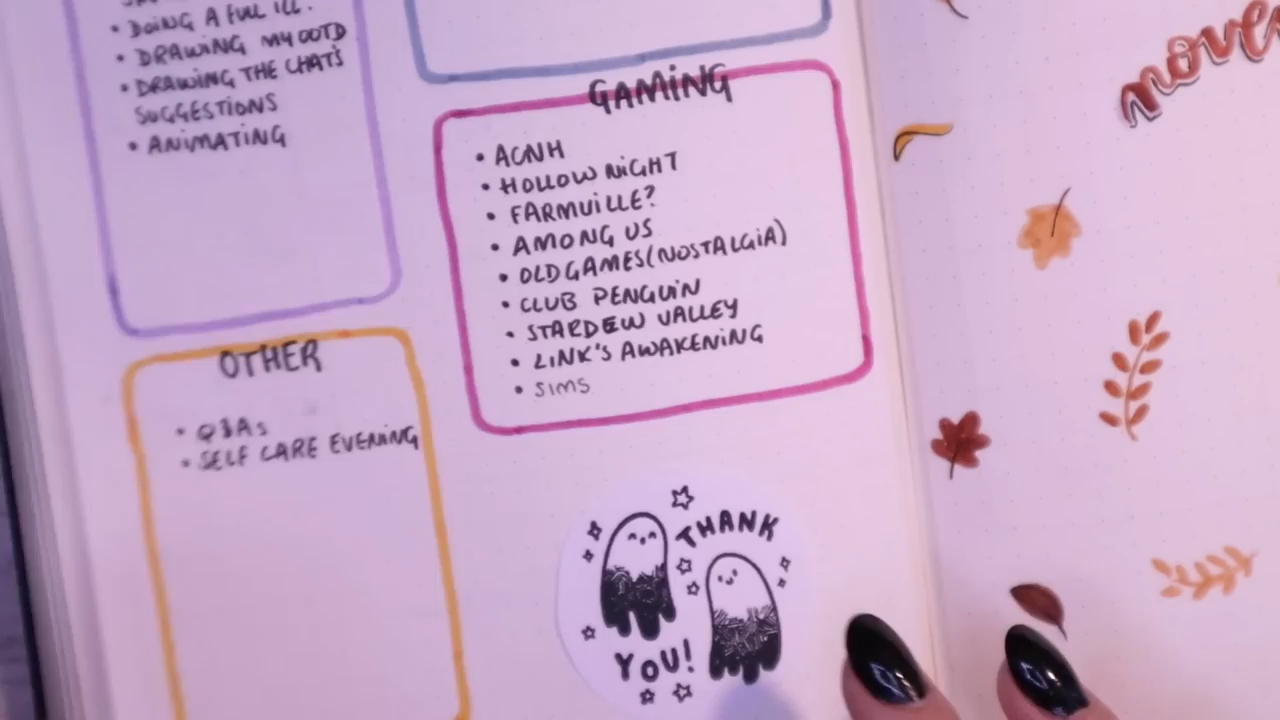 • DOING A FULL ILL.
• DRAWING MY OOTD
• DRAWING THE CHAT'S
SUGGESTIONS
• ANIMATING
OTHER
• Q&As
• SELF CARE EVENING
GAMING
• ACNH
• HOLLOW NIGHT
• FARMVILLE?
• AMONG US
• OLD GAMES (NOSTALGIA)
• CLUB PENGUIN
• STARDEW VALLEY
• LINK'S AWAKENING
• SIMS
THANK
YOU!